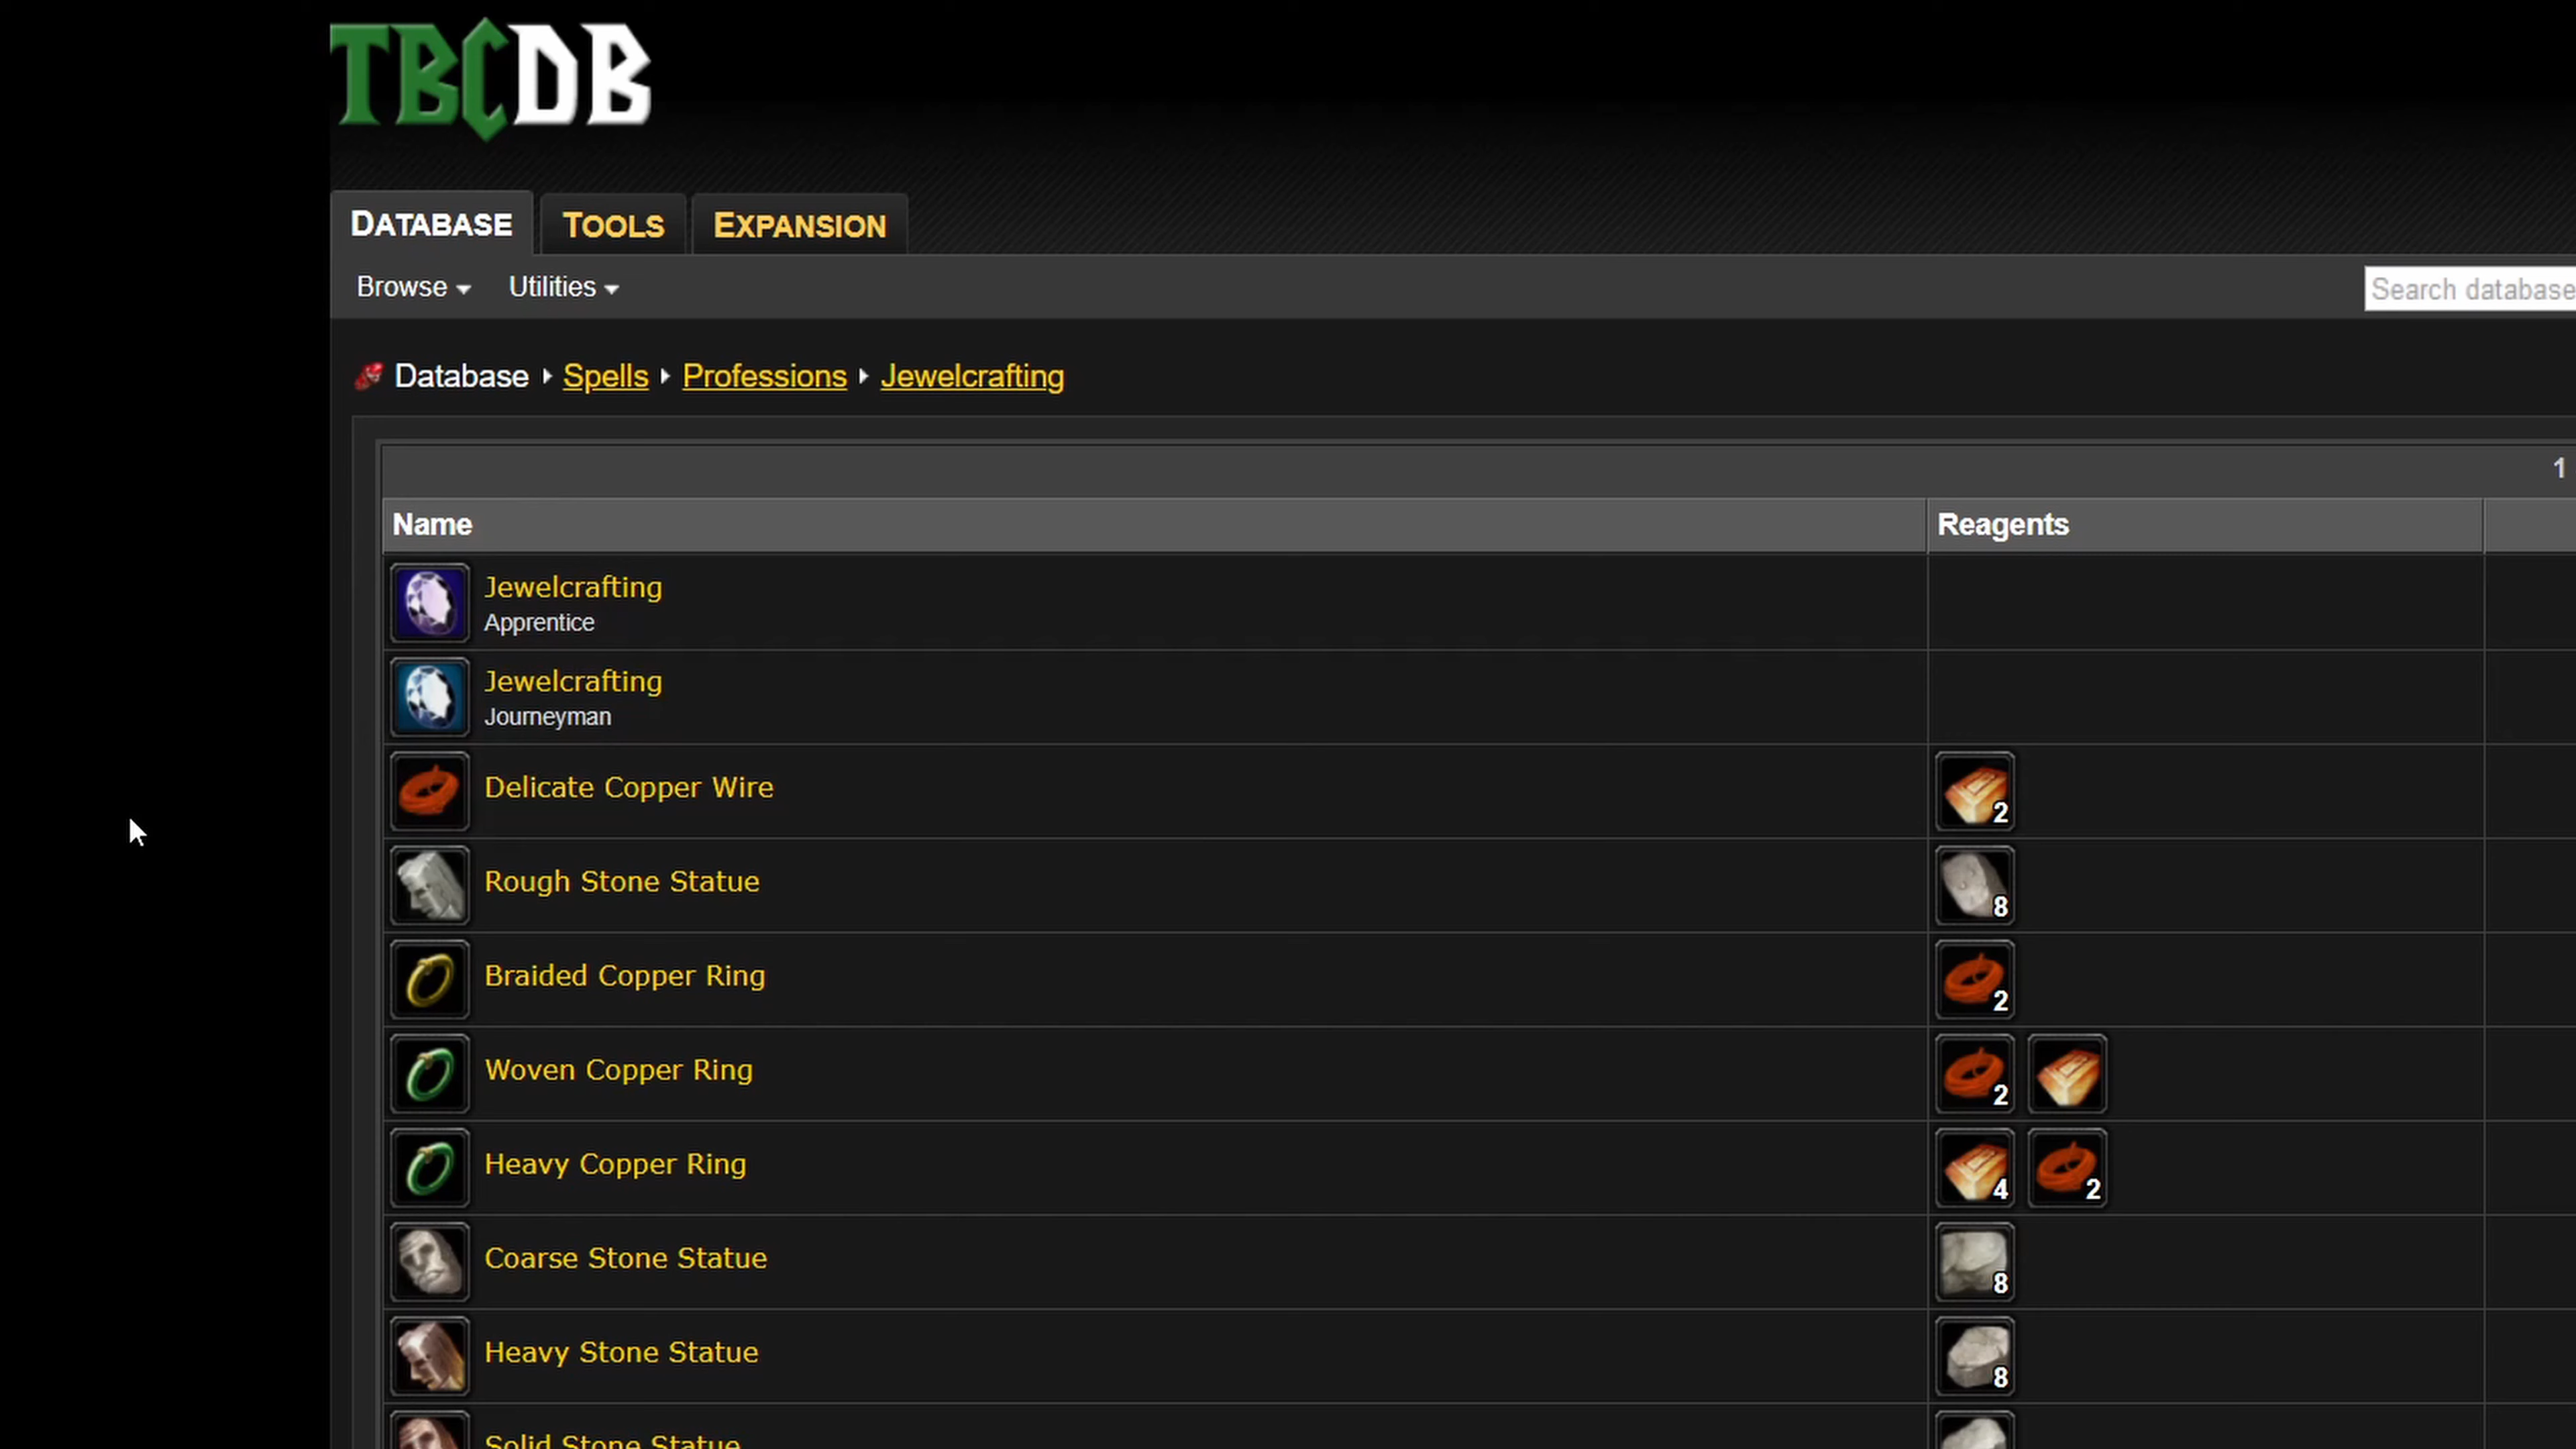 TBCDB
DATABASE TOOLS EXPANSION
Browse Utilities Search database
Database Spells Professions Jewelcrafting
1
Name Reagents
Jewelcrafting
Apprentice
Jewelcrafting
Journeyman
Delicate Copper Wire 2
Rough Stone Statue 8
Braided Copper Ring 2
Woven Copper Ring 2
Heavy Copper Ring 4 2
Coarse Stone Statue 8
Heavy Stone Statue 8
Solid Stone Statue